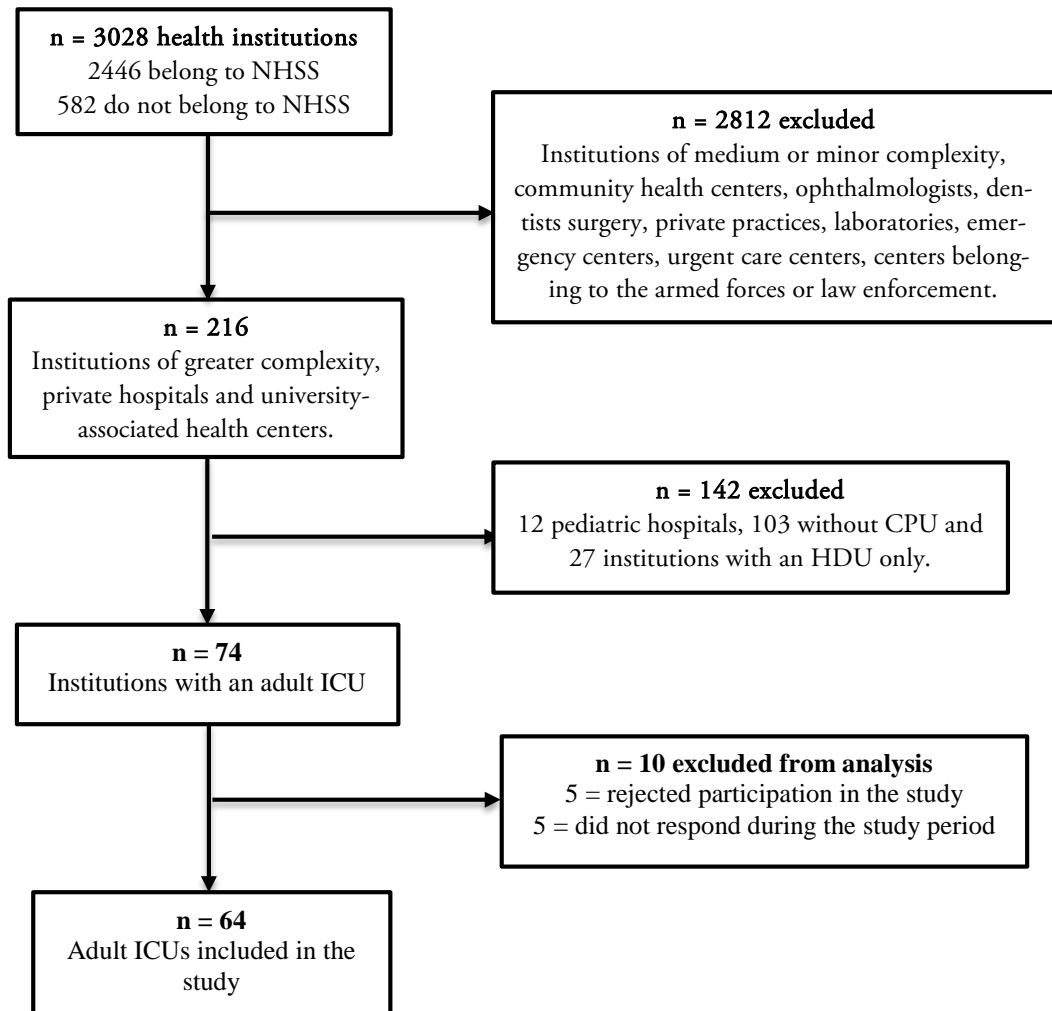 n = 3028 health institutions
2446 belong to NHSS
582 do not belong to NHSS
n = 2812 excluded
Institutions of medium or minor complexity,
community health centers, ophthalmologists, den-
tists surgery, private practices, laboratories, emer-
gency centers, urgent care centers, centers belong-
ing to the armed forces or law enforcement.
n = 216
Institutions of greater complexity,
private hospitals and university-
associated health centers.
n = 142 excluded
12 pediatric hospitals, 103 without CPU and
27 institutions with an HDU only.
n = 74
Institutions with an adult ICU
n = 10 excluded from analysis
5 = rejected participation in the study
5 = did not respond during the study period
n = 64
Adult ICUs included in the
study